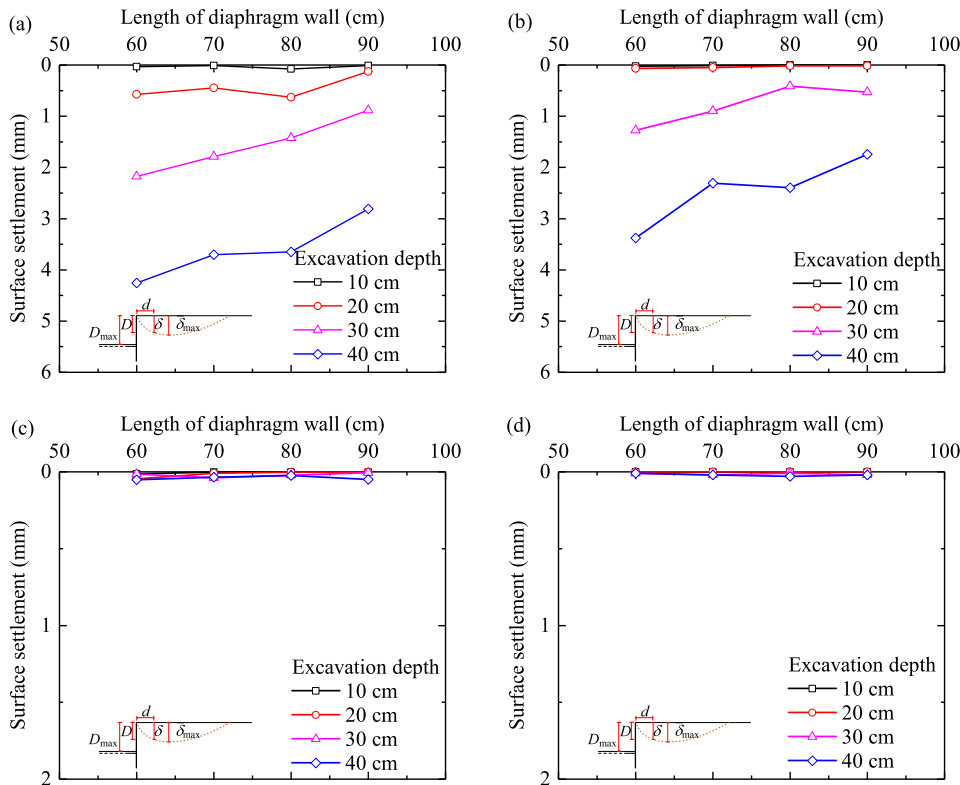 (a)
Length of diaphragm wall (cm)
50 60 70 80 90 100
0
1
2
3
4
5
6
Surface settlement (mm)
Excavation depth
10 cm
20 cm
30 cm
40 cm
d
Dmax D δ δmax
(b)
Length of diaphragm wall (cm)
50 60 70 80 90 100
0
1
2
3
4
5
6
Surface settlement (mm)
Excavation depth
10 cm
20 cm
30 cm
40 cm
d
Dmax D δ δmax
(c)
Length of diaphragm wall (cm)
50 60 70 80 90 100
0
1
2
Surface settlement (mm)
Excavation depth
10 cm
20 cm
30 cm
40 cm
d
Dmax D δ δmax
(d)
Length of diaphragm wall (cm)
50 60 70 80 90 100
0
1
2
Surface settlement (mm)
Excavation depth
10 cm
20 cm
30 cm
40 cm
d
Dmax D δ δmax